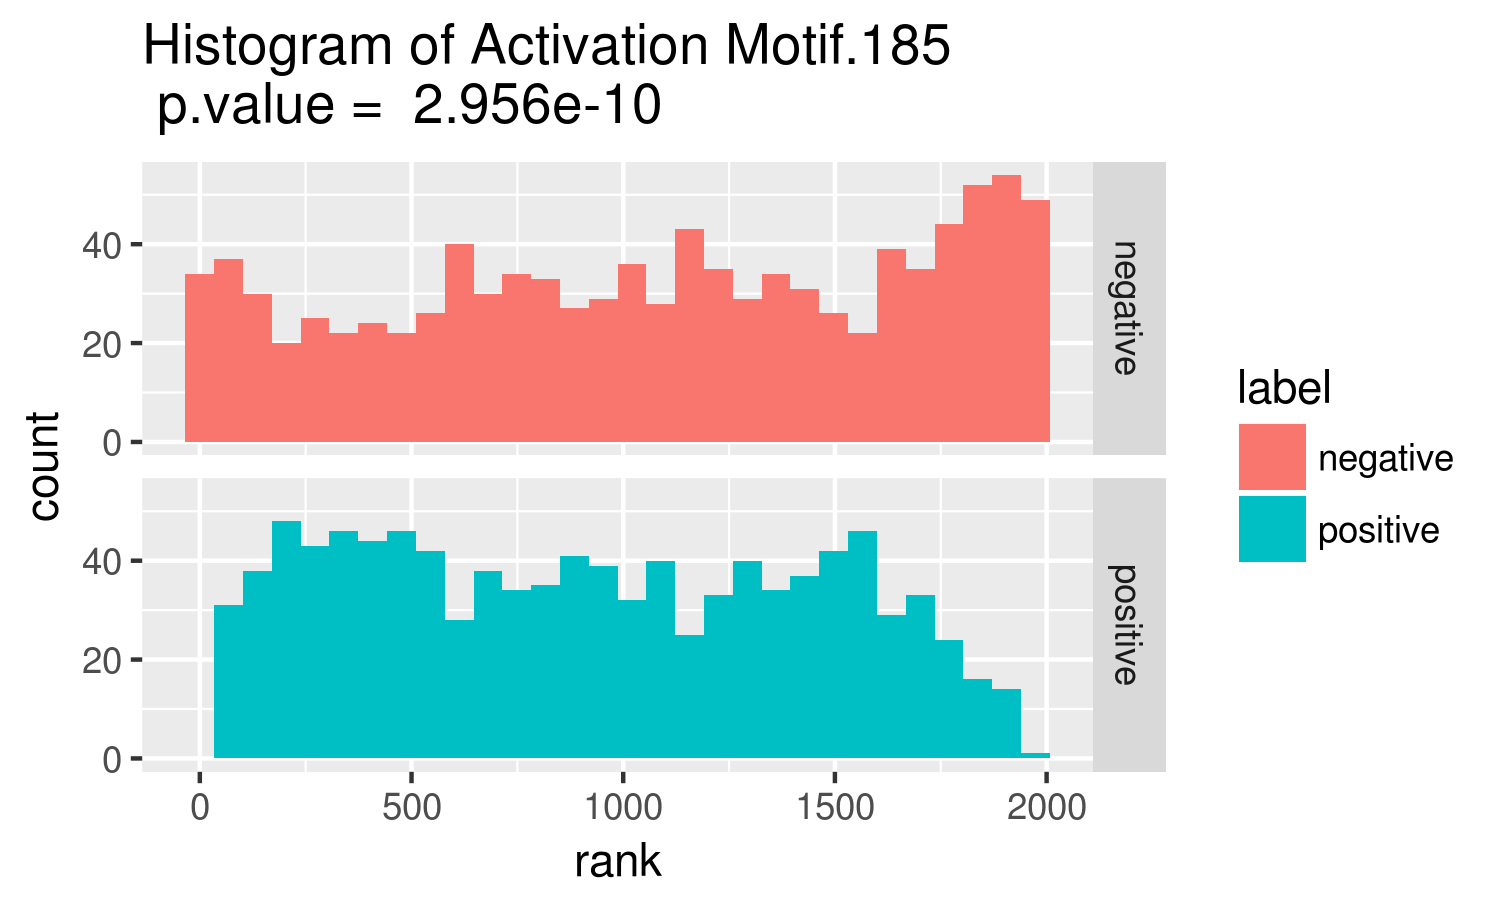 Histogram of Activation Motif.185
p.value = 2.956e-10
40
20
0
negative
40
20
0
positive
count
0 500 1000 1500 2000
rank
label
negative
positive